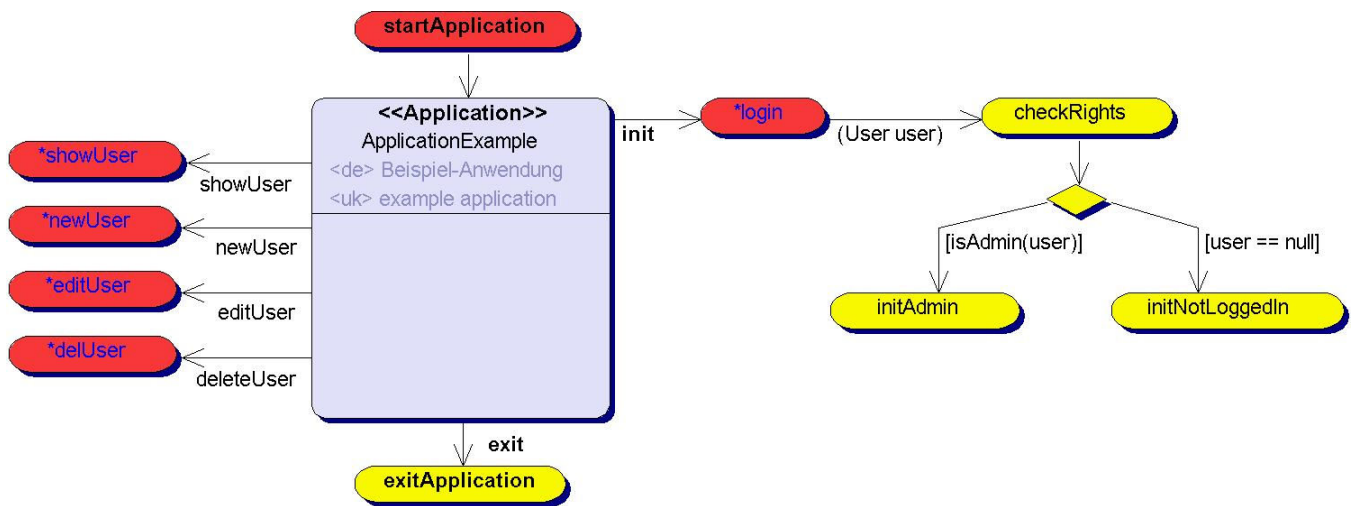 startApplication
<<Application>>
ApplicationExample
<de> Beispiel-Anwendung
<uk> example application
init
*login
(User user)
checkRights
*showUser
showUser
*newUser
newUser
*editUser
editUser
*delUser
deleteUser
[isAdmin(user)]
[user == null]
initAdmin
initNotLoggedIn
exit
exitApplication